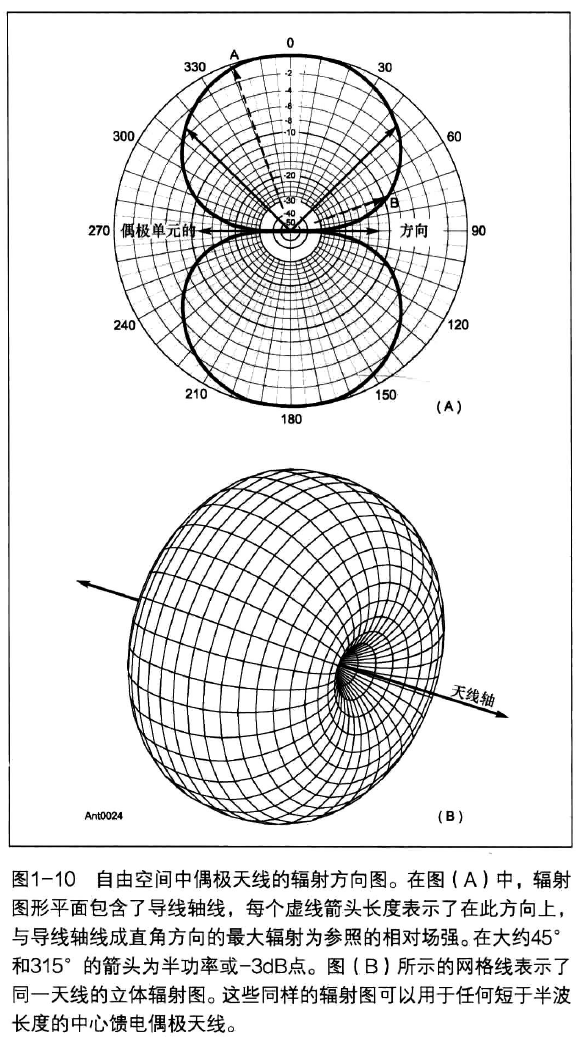 0
A
330
30
-2
-4
-6
-8
-10
300
60
-20
-30
B
-40
-50
270
偶极单元的
方向
90
240
120
210
150
180
(A)
天线轴
Ant0024
(B)
图1-10 自由空间中偶极天线的辐射方向图。在图（A）中，辐射
图形平面包含了导线轴线，每个虚线箭头长度表示了在此方向上，
与导线轴线成直角方向的最大辐射为参照的相对场强。在大约45°
和315° 的箭头为半功率或-3dB点。图（B）所示的网格线表示了
同一天线的立体辐射图。这些同样的辐射图可以用于任何短于半波
长度的中心馈电偶极天线。